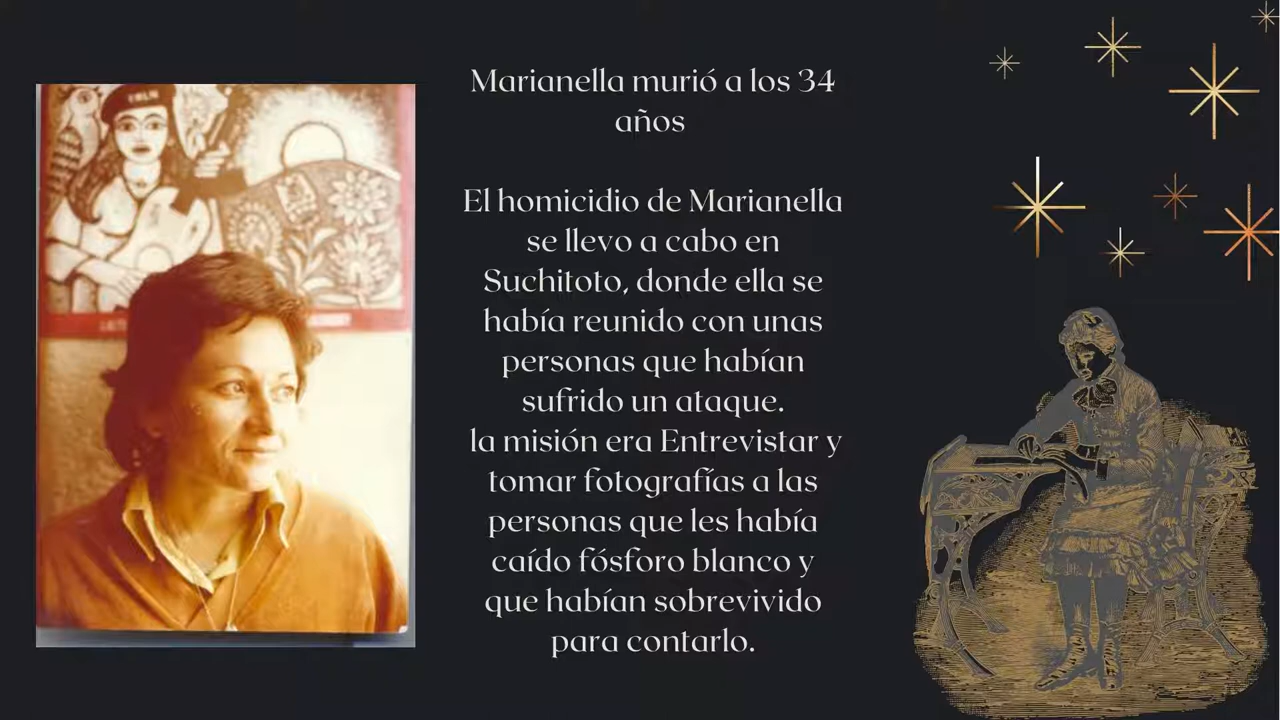 Marianella murió a los 34
años
El homicidio de Marianella
se llevo a cabo en
Suchitoto, donde ella se
había reunido con unas
personas que habían
sufrido un ataque.
la misión era Entrevistar y
tomar fotografías a las
personas que les había
caído fósforo blanco y
que habían sobrevivido
para contarlo.